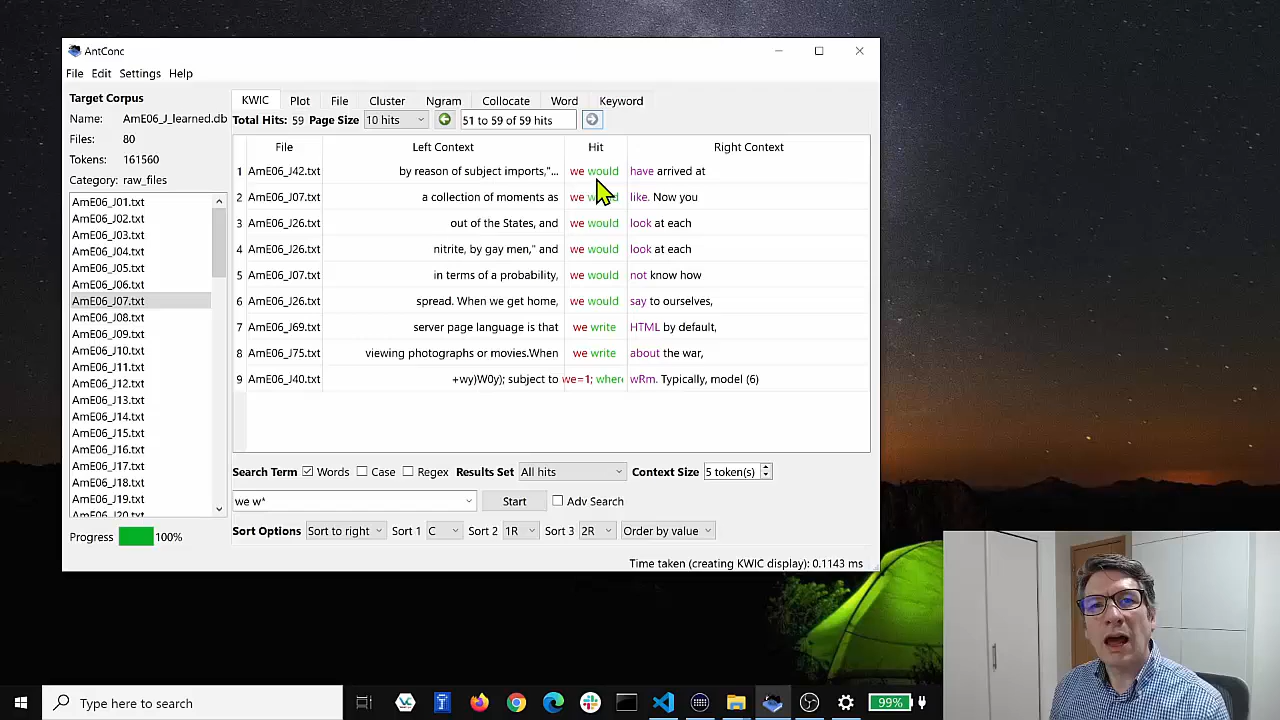 AntConc
File Edit Settings Help
Target Corpus
Name: AmE06_J_learned.db
Files: 80
Tokens: 161560
Category: raw_files
AmE06_J01.txt
AmE06_J02.txt
AmE06_J03.txt
AmE06_J04.txt
AmE06_J05.txt
AmE06_J06.txt
AmE06_J07.txt
AmE06_J08.txt
AmE06_J09.txt
AmE06_J10.txt
AmE06_J11.txt
AmE06_J12.txt
AmE06_J13.txt
AmE06_J14.txt
AmE06_J15.txt
AmE06_J16.txt
AmE06_J17.txt
AmE06_J18.txt
AmE06_J19.txt
AmE06_J20.txt
Progress 100%
KWIC Plot File Cluster Ngram Collocate Word Keyword
Total Hits: 59 Page Size 10 hits 51 to 59 of 59 hits
File Left Context Hit Right Context
1 AmE06_J42.txt by reason of subject imports,"... we would have arrived at
2 AmE06_J07.txt a collection of moments as we like. Now you
3 AmE06_J26.txt out of the States, and we would look at each
4 AmE06_J26.txt nitrite, by gay men," and we would look at each
5 AmE06_J07.txt in terms of a probability, we would not know how
6 AmE06_J26.txt spread. When we get home, we would say to ourselves,
7 AmE06_J69.txt server page language is that we write HTML by default,
8 AmE06_J75.txt viewing photographs or movies.When we write about the war,
9 AmE06_J40.txt +wy)W0y); subject to we=1; where wRm. Typically, model (6)
Search Term Words Case Regex Results Set All hits Context Size 5 token(s)
we w* Start Adv Search
Sort Options Sort to right Sort 1 C Sort 2 1R Sort 3 2R Order by value
Time taken (creating KWIC display): 0.1143 ms
Type here to search
99%